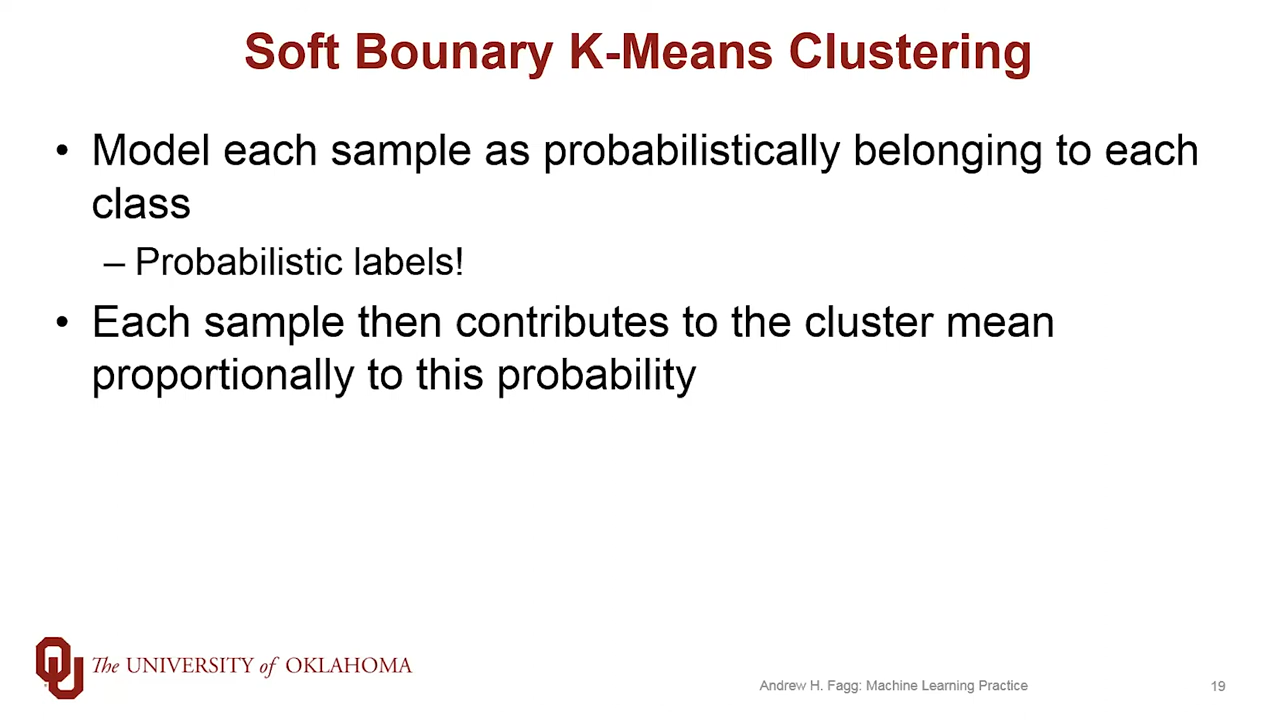 Soft Bounary K-Means Clustering
• Model each sample as probabilistically belonging to each
class
– Probabilistic labels!
• Each sample then contributes to the cluster mean
proportionally to this probability
The UNIVERSITY of OKLAHOMA
Andrew H. Fagg: Machine Learning Practice
19